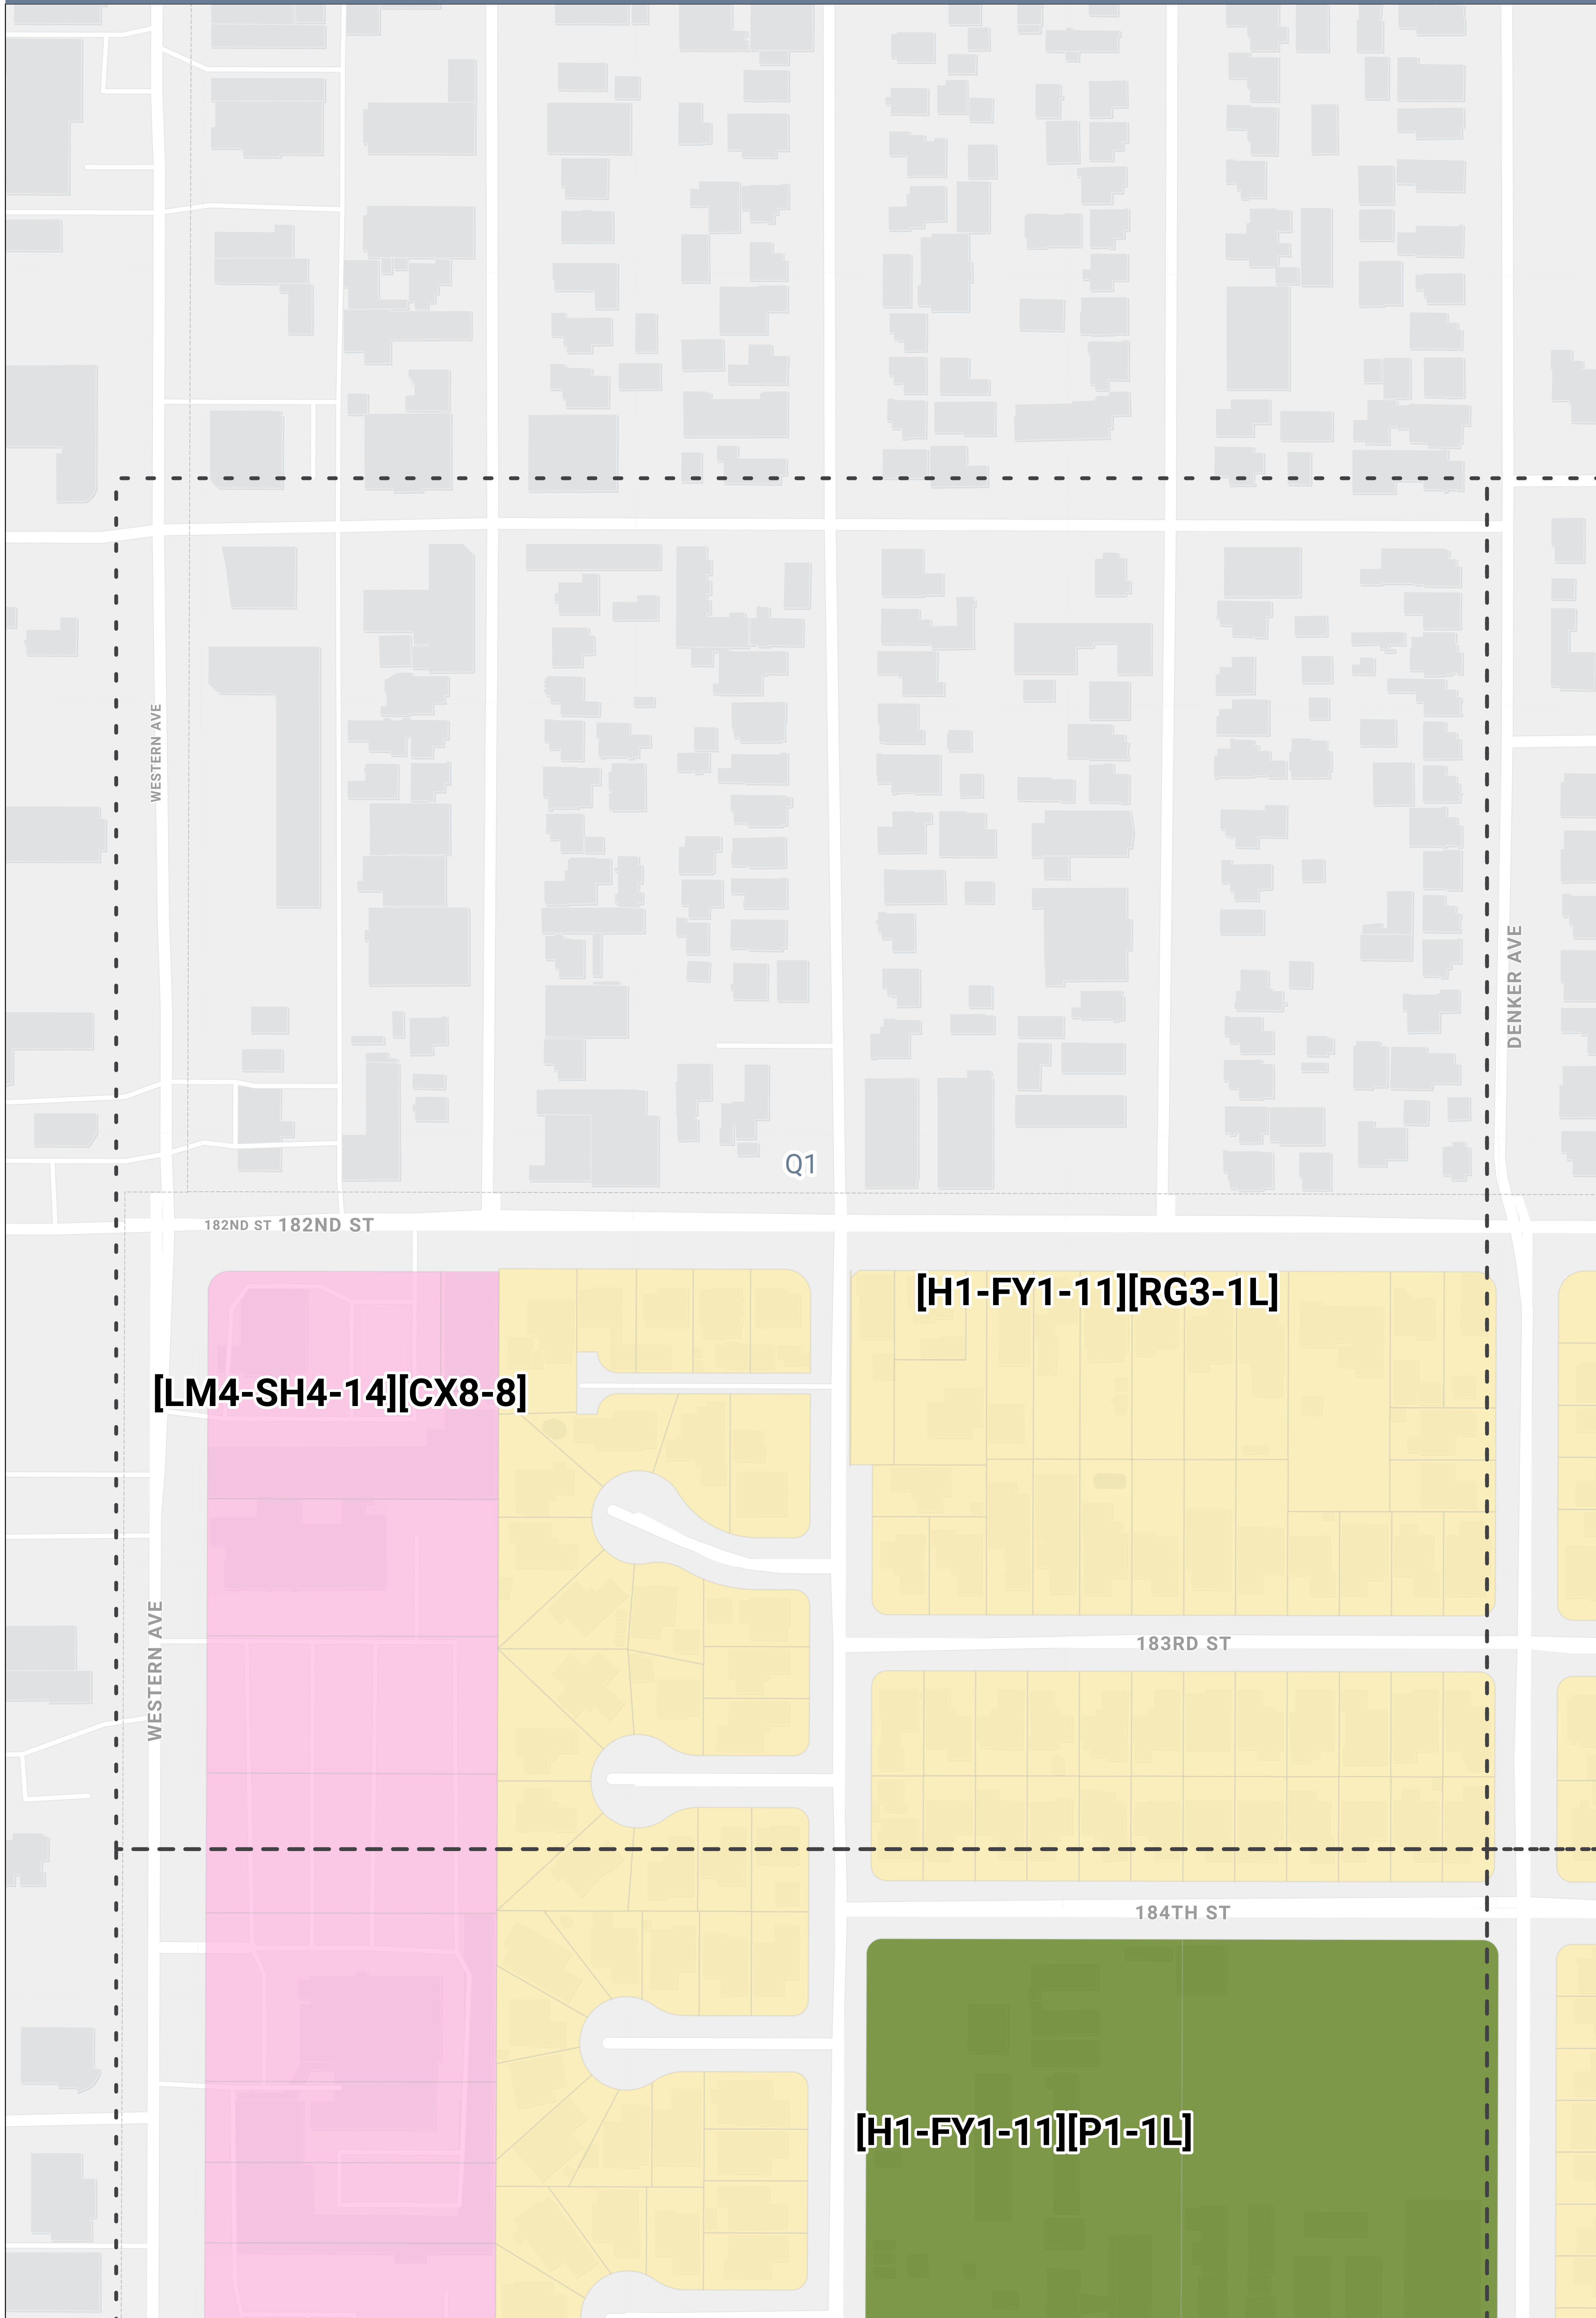 WESTERN AVE
DENKER AVE
Q1
182ND ST 182ND ST
[H1-FY1-11][RG3-1L]
[LM4-SH4-14][CX8-8]
WESTERN AVE
183RD ST
184TH ST
[H1-FY1-11][P1-1L]